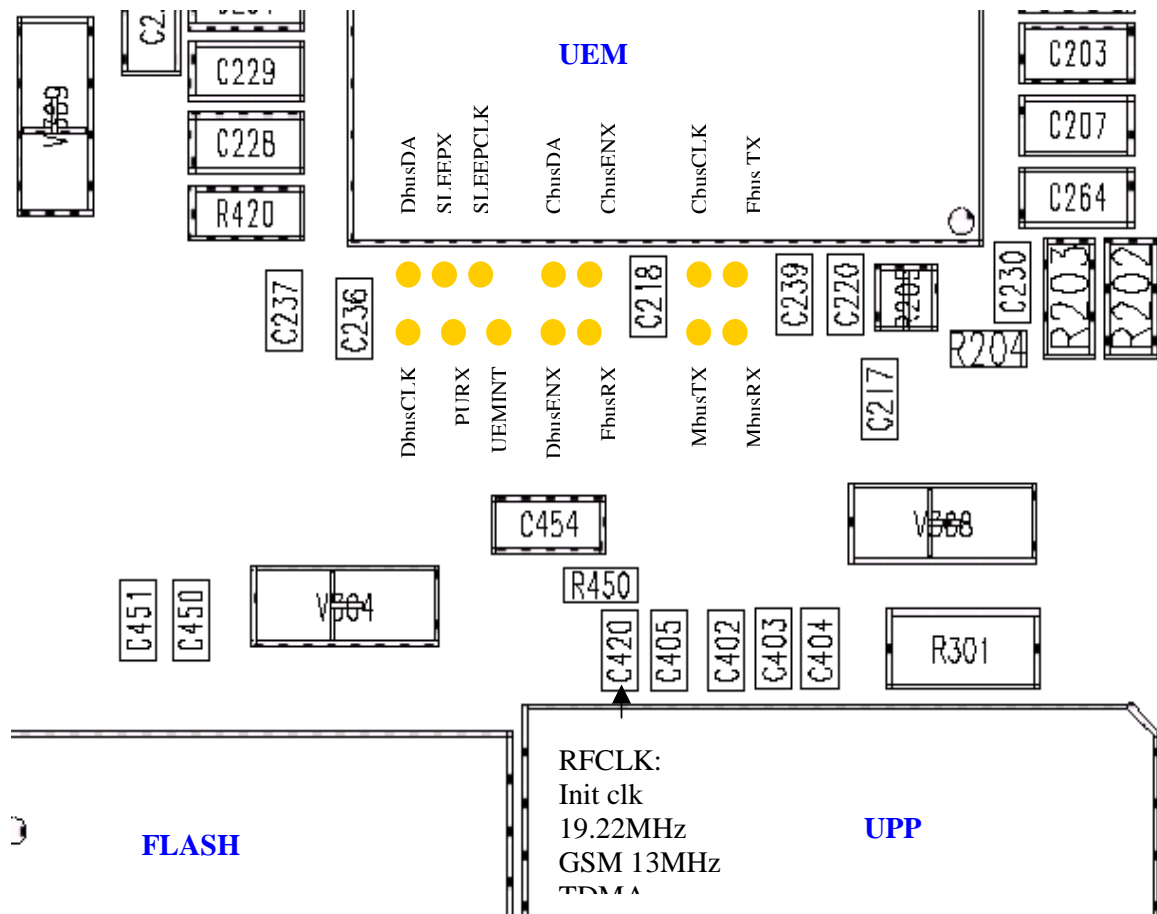 UEM
C229
C228
R420
C203
C207
C264
DbusDA
SLEEPX
SLEEPCLK
CbusDA
CbusENX
CbusCLK
Fbus TX
C237
C236
C218
C239
C220
C230
R203
R202
R204
C217
DbusCLK
PURX
UEMINT
DbusENX
FbusRX
MbusTX
MbusRX
C454
R450
C451
C450
C420
C405
C402
C403
C404
R301
RFCLK:
Init clk
19.22MHz
GSM 13MHz
TDMA
FLASH
UPP